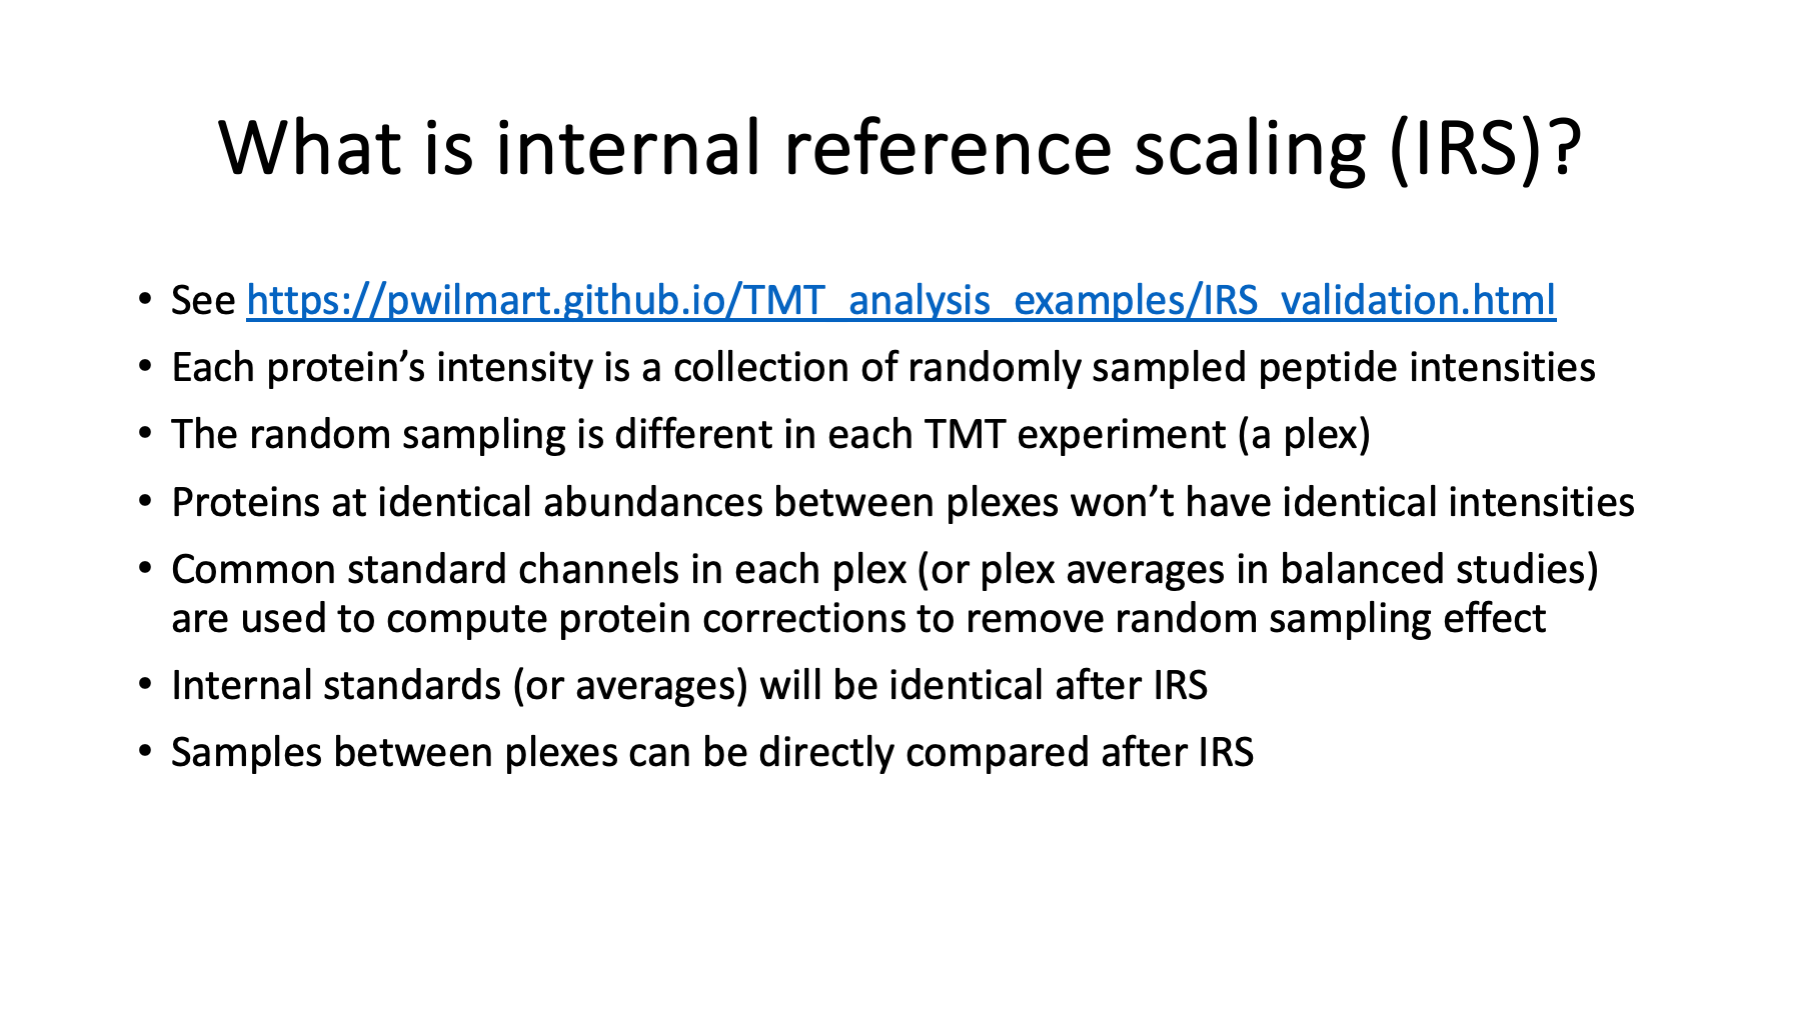 What is internal reference scaling (IRS)?
• See https://pwilmart.github.io/TMT_analysis_examples/IRS_validation.html
• Each protein’s intensity is a collection of randomly sampled peptide intensities
• The random sampling is different in each TMT experiment (a plex)
• Proteins at identical abundances between plexes won’t have identical intensities
• Common standard channels in each plex (or plex averages in balanced studies)
are used to compute protein corrections to remove random sampling effect
• Internal standards (or averages) will be identical after IRS
• Samples between plexes can be directly compared after IRS